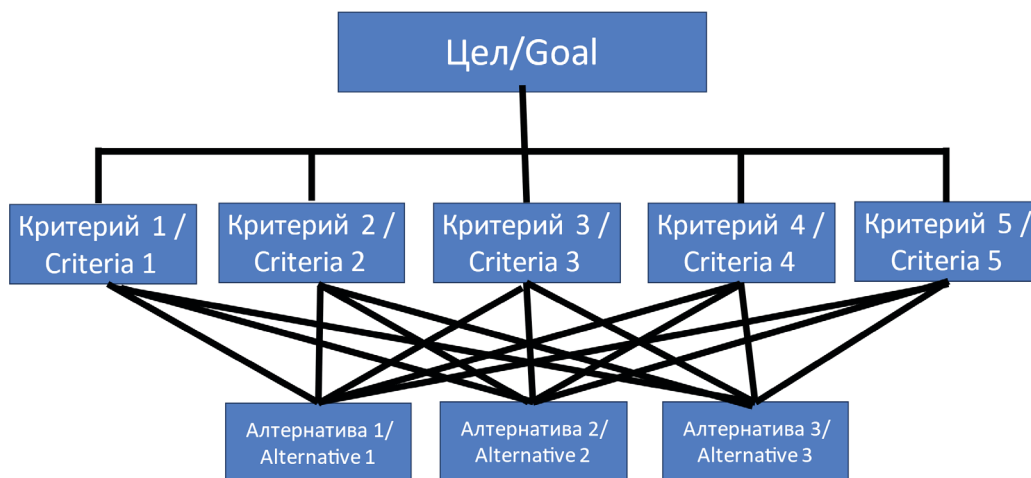 Цел/Goal
Критерий 1 /
Criteria 1
Критерий 2 /
Criteria 2
Критерий 3 /
Criteria 3
Критерий 4 /
Criteria 4
Критерий 5 /
Criteria 5
Алтернатива 1/
Alternative 1
Алтернатива 2/
Alternative 2
Алтернатива 3/
Alternative 3